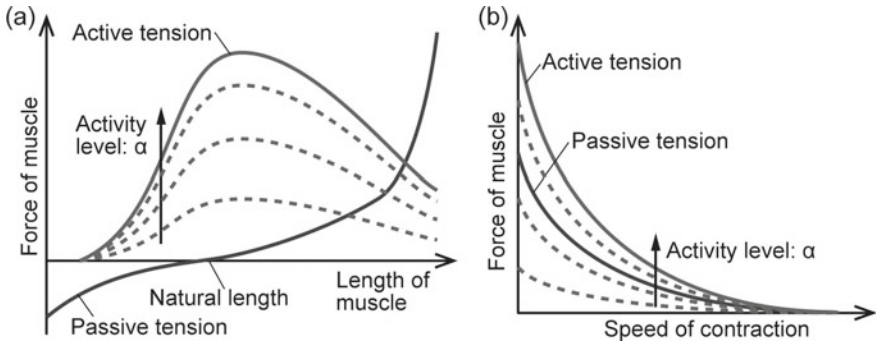 (a)
Active tension
Force of muscle
Activity
level: α
Natural length
Length of
muscle
Passive tension
(b)
Active tension
Passive tension
Force of muscle
Activity level: α
Speed of contraction